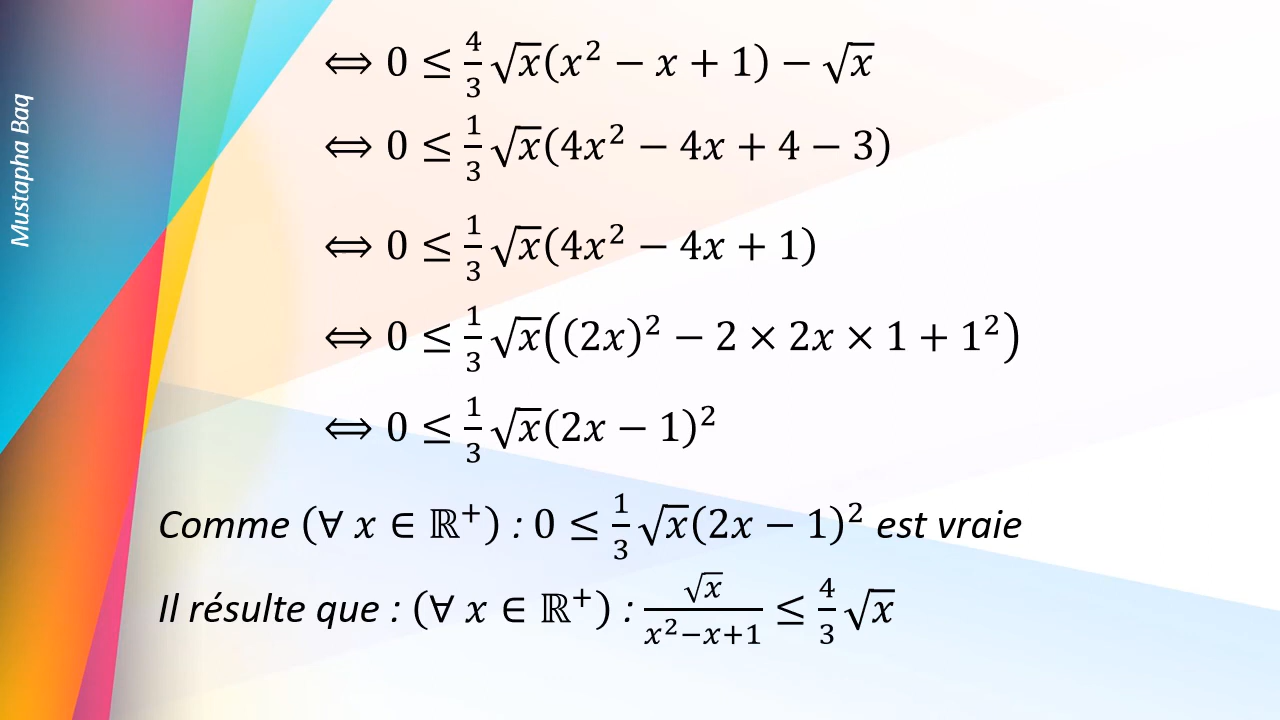 Mustapha Baq
⟺ 0 ≤ 4/3 √x(x² − x + 1) − √x
⟺ 0 ≤ 1/3 √x(4x² − 4x + 4 − 3)
⟺ 0 ≤ 1/3 √x(4x² − 4x + 1)
⟺ 0 ≤ 1/3 √x((2x)² − 2 × 2x × 1 + 1²)
⟺ 0 ≤ 1/3 √x(2x − 1)²
Comme (∀ x ∈ ℝ⁺) : 0 ≤ 1/3 √x(2x − 1)² est vraie
Il résulte que : (∀ x ∈ ℝ⁺) : √x/(x²−x+1) ≤ 4/3 √x